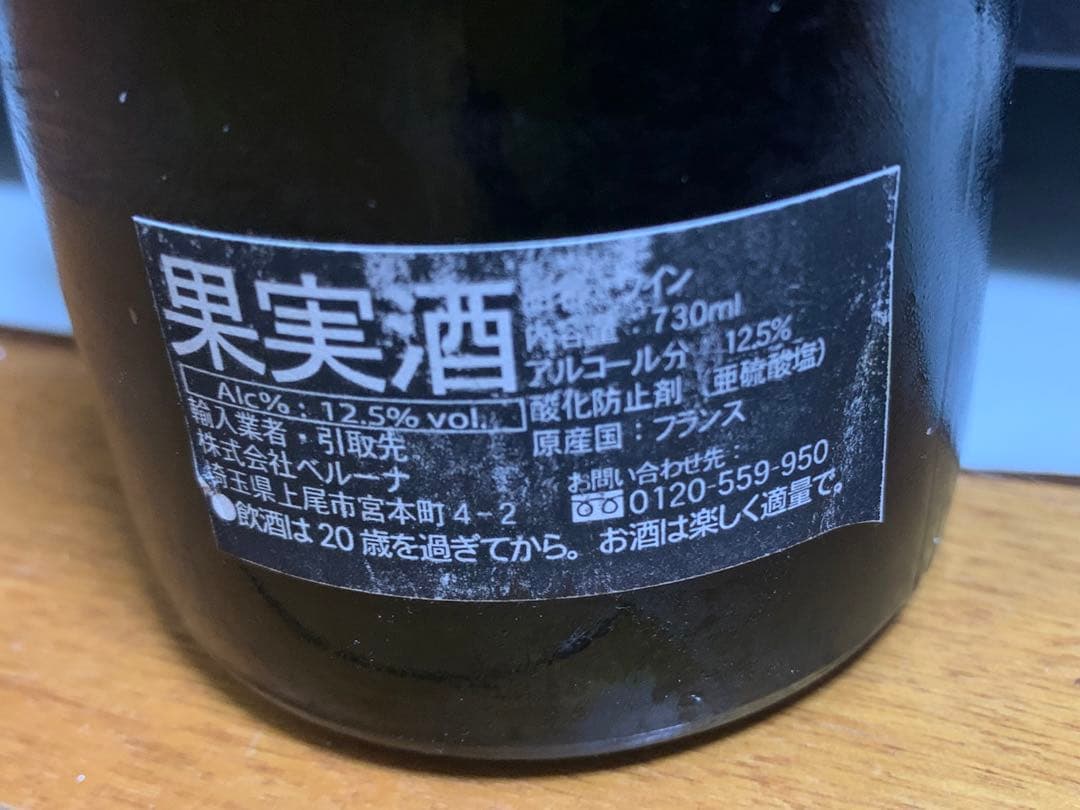 果実酒
Alc% : 12.5% vol.
輸入業者・引取先
株式会社ベルーナ
埼玉県上尾市宮本町 4-2
●飲酒は 20 歳を過ぎてから。お酒は楽しく適量で。
イン
内容量 : 730ml
アルコール分 : 12.5%
酸化防止剤 (亜硫酸塩)
原産国 : フランス
お問い合わせ先 :
0120-559-950